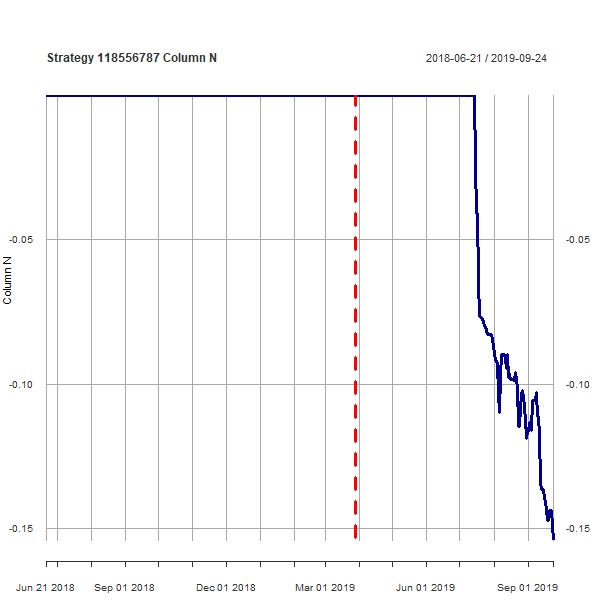 Strategy 118556787 Column N
2018-06-21 / 2019-09-24
-0.05
-0.05
Column N
-0.10
-0.10
-0.15
-0.15
Jun 21 2018
Sep 01 2018
Dec 01 2018
Mar 01 2019
Jun 01 2019
Sep 01 2019